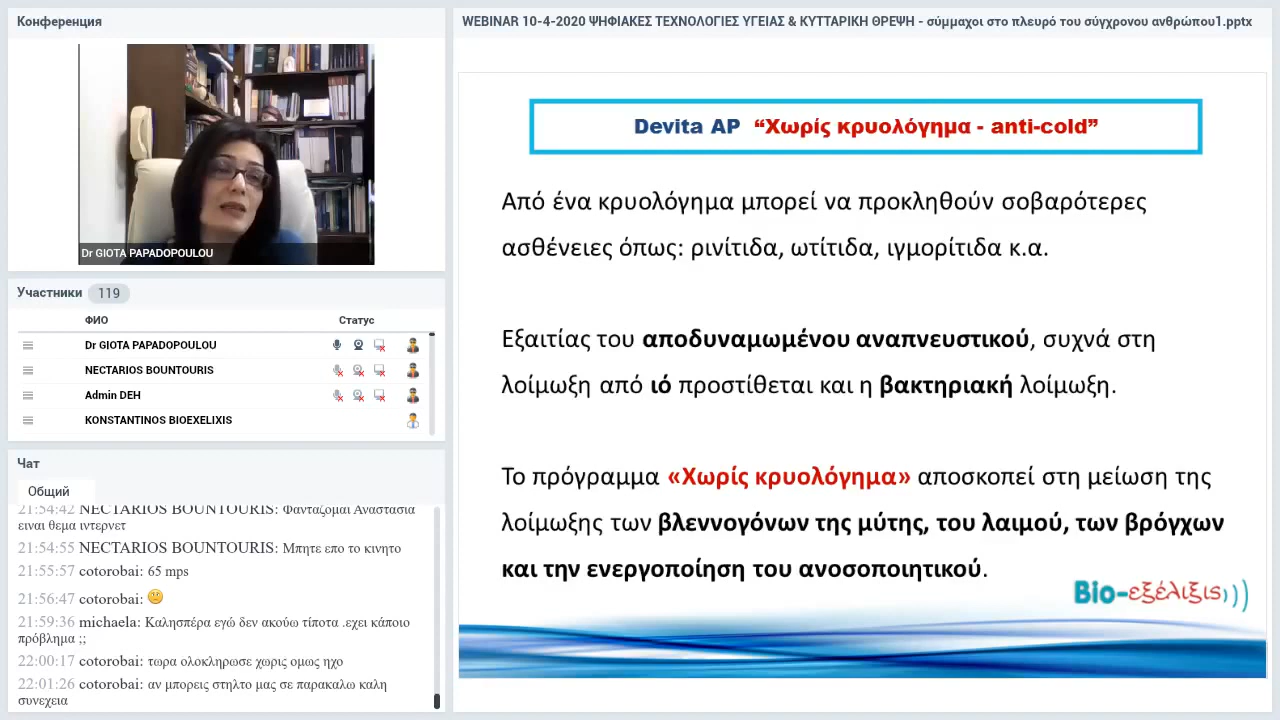 Конференция
Dr GIOTA PAPADOPOULOU
Участники 119
ФИО Статус
Dr GIOTA PAPADOPOULOU
NECTARIOS BOUNTOURIS
Admin DEH
KONSTANTINOS BIOEXELIXIS
Чат
Общий
21:54:42 NECTARIOS BOUNTOURIS: Φανταζομαι Αναστασια
ειναι θεμα ιντερνετ
21:54:55 NECTARIOS BOUNTOURIS: Μπητε επο το κινητο
21:55:57 cotorobai: 65 mps
21:56:47 cotorobai:
21:59:36 michaela: Καλησπέρα εγώ δεν ακούω τίποτα .εχει κάποιο
πρόβλημα ;;
22:00:17 cotorobai: τωρα ολοκληρωσε χωρις ομως ηχο
22:01:26 cotorobai: αν μπορεις στηλτο μας σε παρακαλω καλη
συνεχεια
WEBINAR 10-4-2020 ΨΗΦΙΑΚΕΣ ΤΕΧΝΟΛΟΓΙΕΣ ΥΓΕΙΑΣ & ΚΥΤΤΑΡΙΚΗ ΘΡΕΨΗ - σύμμαχοι στο πλευρό του σύγχρονου ανθρώπου1.pptx
Devita AP “Χωρίς κρυολόγημα - anti-cold”
Από ένα κρυολόγημα μπορεί να προκληθούν σοβαρότερες
ασθένειες όπως: ρινίτιδα, ωτίτιδα, ιγμορίτιδα κ.α.
Εξαιτίας του αποδυναμωμένου αναπνευστικού, συχνά στη
λοίμωξη από ιό προστίθεται και η βακτηριακή λοίμωξη.
Το πρόγραμμα «Χωρίς κρυολόγημα» αποσκοπεί στη μείωση της
λοίμωξης των βλεννογόνων της μύτης, του λαιμού, των βρόγχων
και την ενεργοποίηση του ανοσοποιητικού.
Bio-εξέλιξις